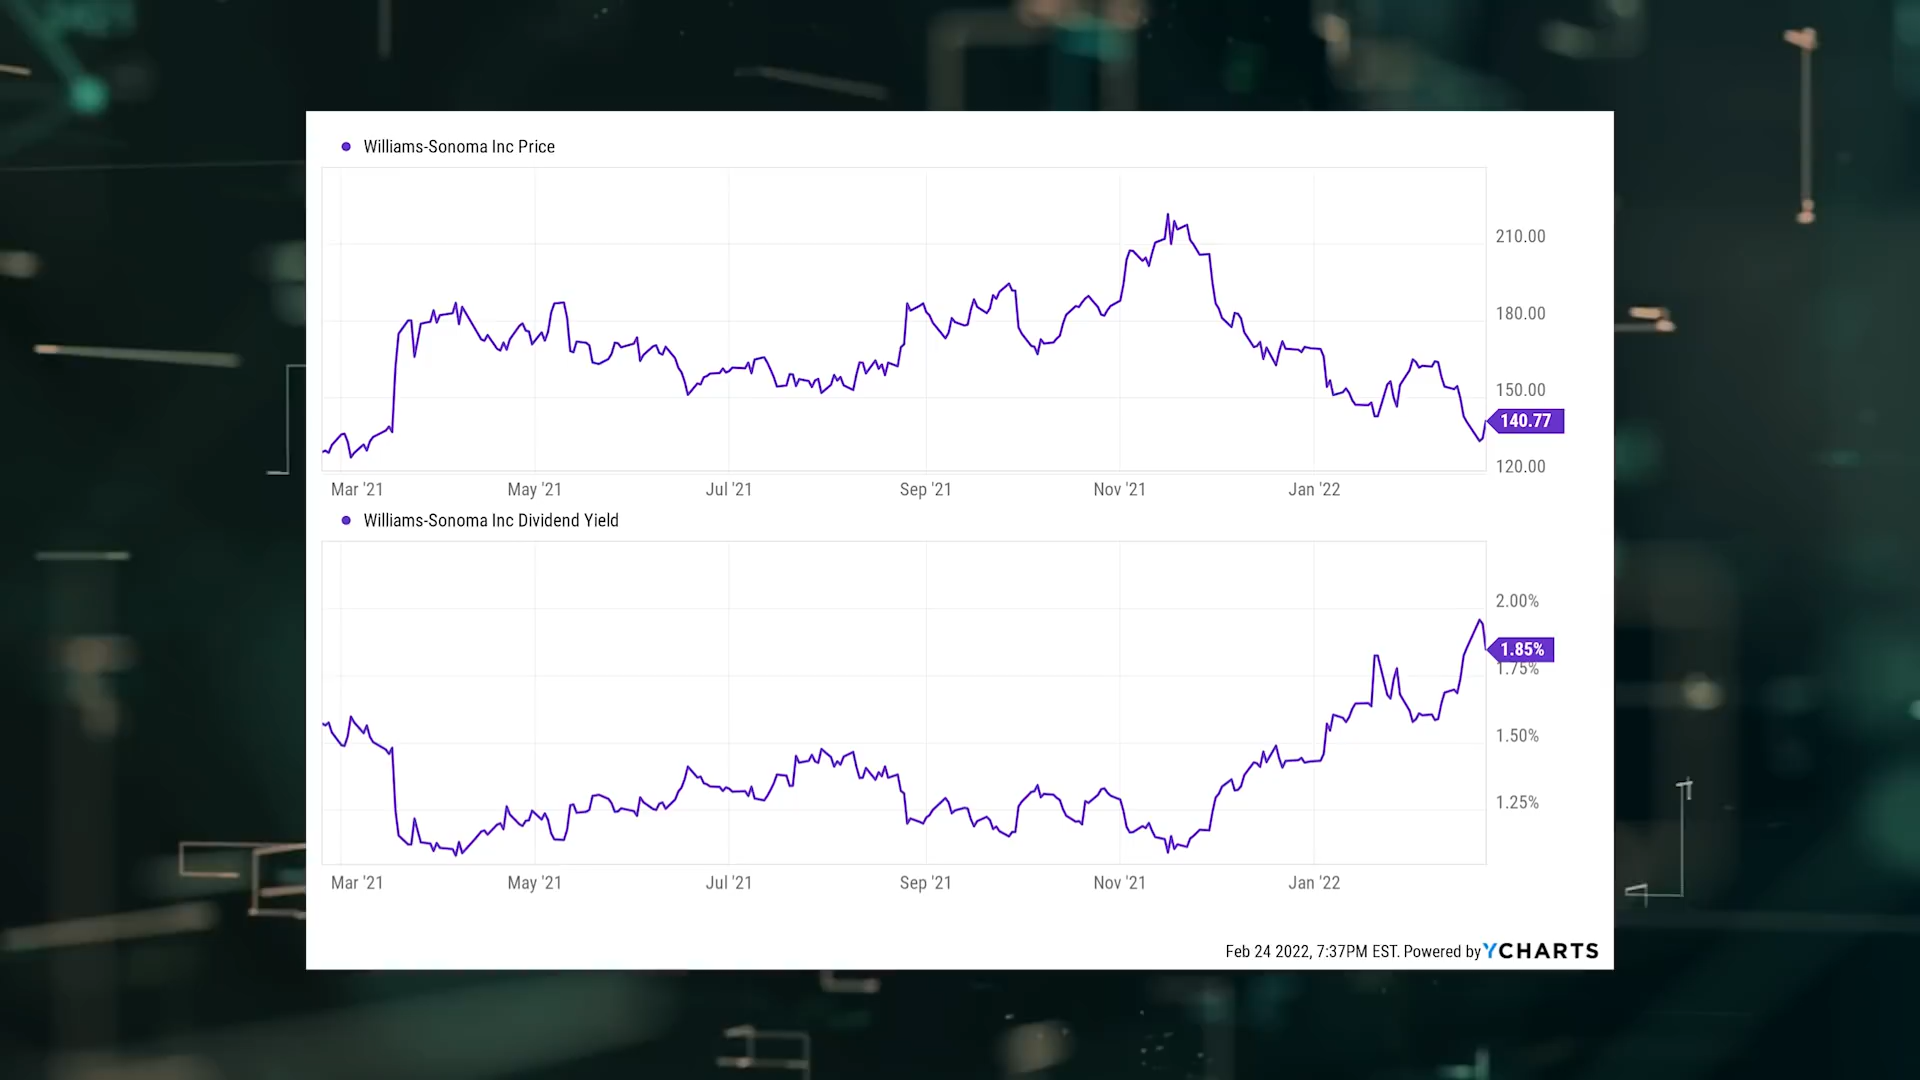 Williams-Sonoma Inc Price
210.00
180.00
150.00
140.77
120.00
Mar '21 May '21 Jul '21 Sep '21 Nov '21 Jan '22
Williams-Sonoma Inc Dividend Yield
2.00%
1.85%
1.75%
1.50%
1.25%
Mar '21 May '21 Jul '21 Sep '21 Nov '21 Jan '22
Feb 24 2022, 7:37PM EST. Powered by YCHARTS